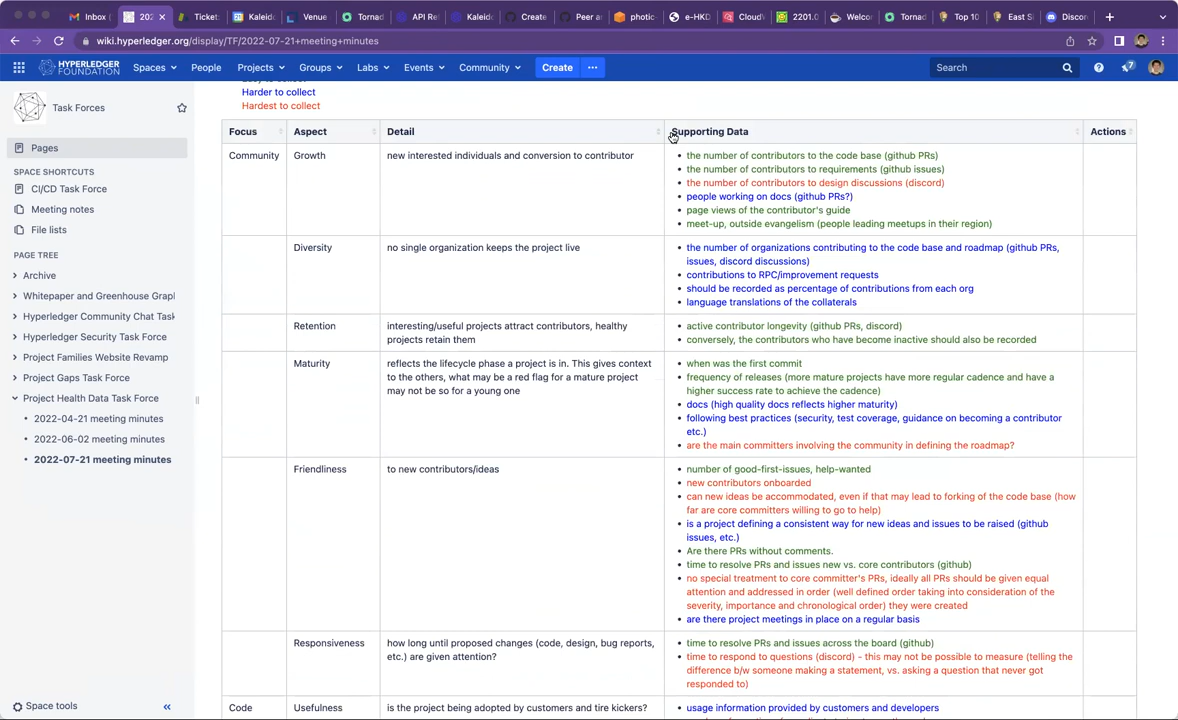 Inbox (
202
Ticket:
Kaleido
Venue
Tornad
API Re
Kaleid
Create
Peer a
photic
e-HKD
CloudW
2201.0
Welco
Tornad
Top 10
East Si
Discor
wiki.hyperledger.org/display/TF/2022-07-21+meeting+minutes
HYPERLEDGER
FOUNDATION
Spaces
People
Projects
Groups
Labs
Events
Community
Create
Search
7
Task Forces
Pages
SPACE SHORTCUTS
CI/CD Task Force
Meeting notes
File lists
PAGE TREE
Archive
Whitepaper and Greenhouse Grapl
Hyperledger Community Chat Task
Hyperledger Security Task Force
Project Families Website Revamp
Project Gaps Task Force
Project Health Data Task Force
2022-04-21 meeting minutes
2022-06-02 meeting minutes
2022-07-21 meeting minutes
Space tools
Harder to collect
Hardest to collect
Focus
Aspect
Detail
Supporting Data
Actions
Community
Growth
new interested individuals and conversion to contributor
• the number of contributors to the code base (github PRs)
• the number of contributors to requirements (github issues)
• the number of contributors to design discussions (discord)
• people working on docs (github PRs?)
• page views of the contributor's guide
• meet-up, outside evangelism (people leading meetups in their region)
Diversity
no single organization keeps the project live
• the number of organizations contributing to the code base and roadmap (github PRs,
issues, discord discussions)
• contributions to RPC/improvement requests
• should be recorded as percentage of contributions from each org
• language translations of the collaterals
Retention
interesting/useful projects attract contributors, healthy
projects retain them
• active contributor longevity (github PRs, discord)
• conversely, the contributors who have become inactive should also be recorded
Maturity
reflects the lifecycle phase a project is in. This gives context
to the others, what may be a red flag for a mature project
may not be so for a young one
• when was the first commit
• frequency of releases (more mature projects have more regular cadence and have a
higher success rate to achieve the cadence)
• docs (high quality docs reflects higher maturity)
• following best practices (security, test coverage, guidance on becoming a contributor
etc.)
• are the main committers involving the community in defining the roadmap?
Friendliness
to new contributors/ideas
• number of good-first-issues, help-wanted
• new contributors onboarded
• can new ideas be accommodated, even if that may lead to forking of the code base (how
far are core committers willing to go to help)
• is a project defining a consistent way for new ideas and issues to be raised (github
issues, etc.)
• Are there PRs without comments.
• time to resolve PRs and issues new vs. core contributors (github)
• no special treatment to core committer's PRs, ideally all PRs should be given equal
attention and addressed in order (well defined order taking into consideration of the
severity, importance and chronological order) they were created
• are there project meetings in place on a regular basis
Responsiveness
how long until proposed changes (code, design, bug reports,
etc.) are given attention?
• time to resolve PRs and issues across the board (github)
• time to respond to questions (discord) - this may not be possible to measure (telling the
difference b/w someone making a statement, vs. asking a question that never got
responded to)
Code
Usefulness
is the project being adopted by customers and tire kickers?
• usage information provided by customers and developers